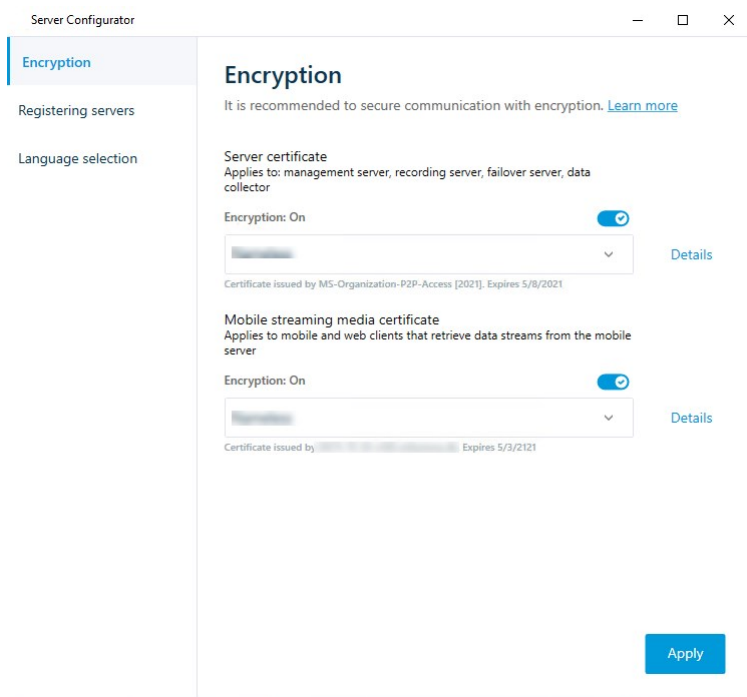 Server Configurator
Encryption
Registering servers
Language selection
Encryption
It is recommended to secure communication with encryption. Learn more
Server certificate
Applies to: management server, recording server, failover server, data
collector
Encryption: On
Details
Certificate issued by MS-Organization-P2P-Access [2021]. Expires 5/8/2021
Mobile streaming media certificate
Applies to mobile and web clients that retrieve data streams from the mobile
server
Encryption: On
Details
Certificate issued by Expires 5/3/2121
Apply